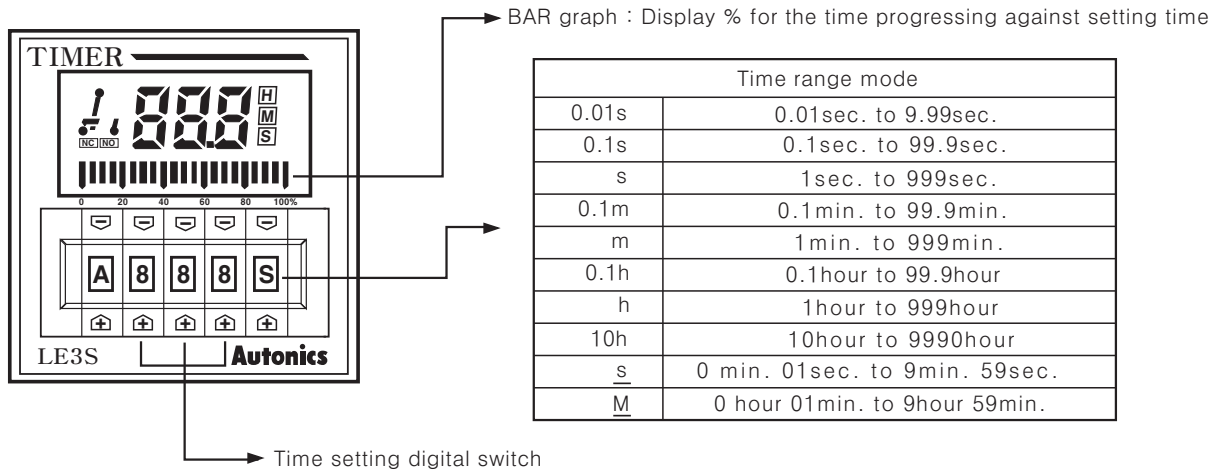 BAR graph : Display % for the time progressing against setting time
TIMER
88.8
H
M
S
NC NO
0 20 40 60 80 100%
A 8 8 8 S
LE3S Autonics
Time setting digital switch
Time range mode
0.01s 0.01sec. to 9.99sec.
0.1s 0.1sec. to 99.9sec.
s 1sec. to 999sec.
0.1m 0.1min. to 99.9min.
m 1min. to 999min.
0.1h 0.1hour to 99.9hour
h 1hour to 999hour
10h 10hour to 9990hour
s 0 min. 01sec. to 9min. 59sec.
M 0 hour 01min. to 9hour 59min.